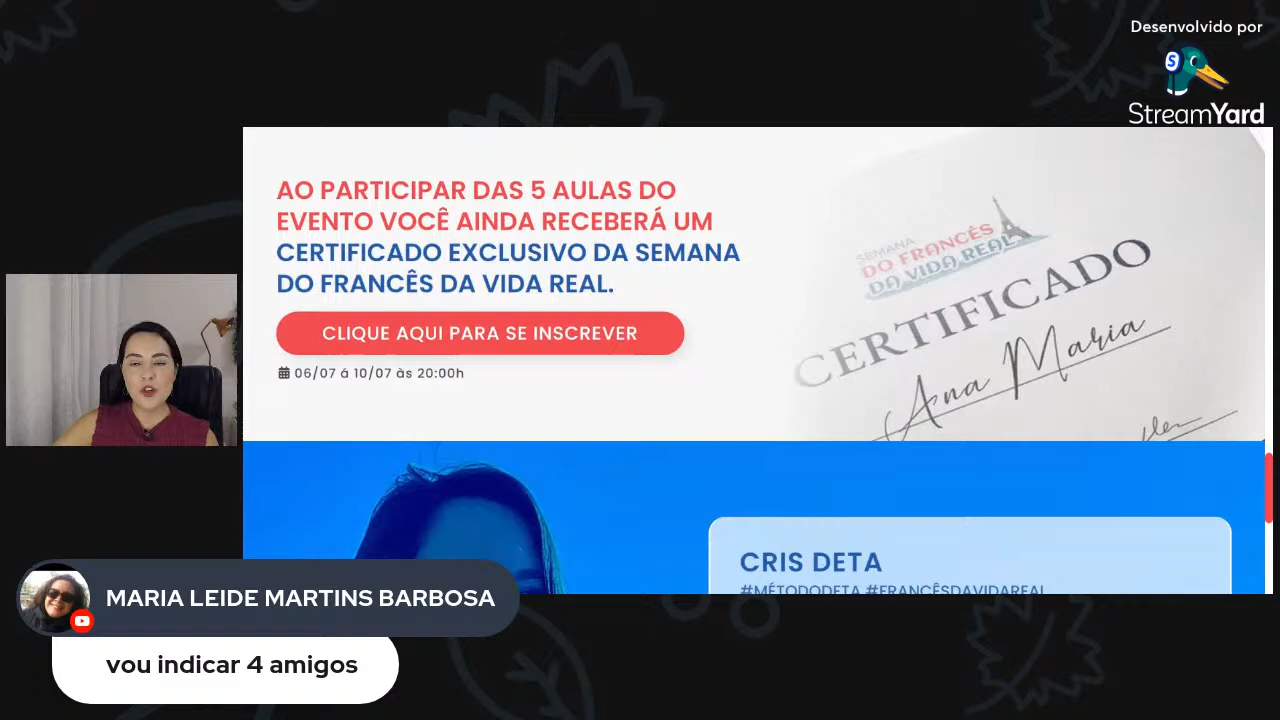 Desenvolvido por
StreamYard
AO PARTICIPAR DAS 5 AULAS DO
EVENTO VOCÊ AINDA RECEBERÁ UM
CERTIFICADO EXCLUSIVO DA SEMANA
DO FRANCÊS DA VIDA REAL.
CLIQUE AQUI PARA SE INSCREVER
06/07 á 10/07 às 20:00h
SEMANA
DO FRANCÊS
DA VIDA REAL
CERTIFICADO
Ana Maria
CRIS DETA
#MÉTODODETA #FRANCÊSDAVIDAREAL
MARIA LEIDE MARTINS BARBOSA
vou indicar 4 amigos